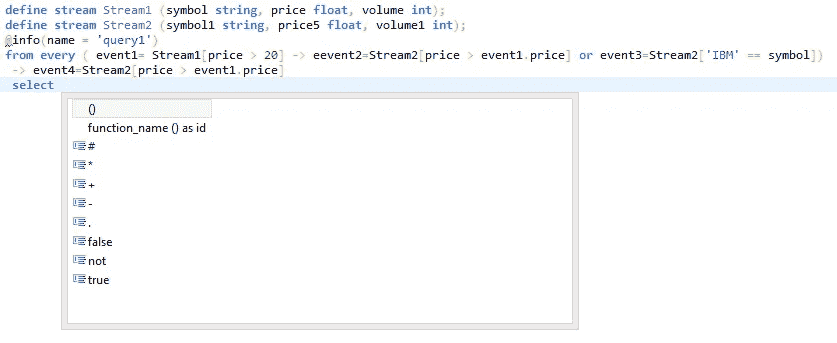 define stream Stream1 (symbol string, price float, volume int);
define stream Stream2 (symbol1 string, price5 float, volume1 int);
@info(name = 'query1')
from every ( event1= Stream1[price > 20] -> eevent2=Stream2[price > event1.price] or event3=Stream2['IBM' == symbol])
-> event4=Stream2[price > event1.price]
select
()
function_name () as id
#
*
+
-
.
false
not
true